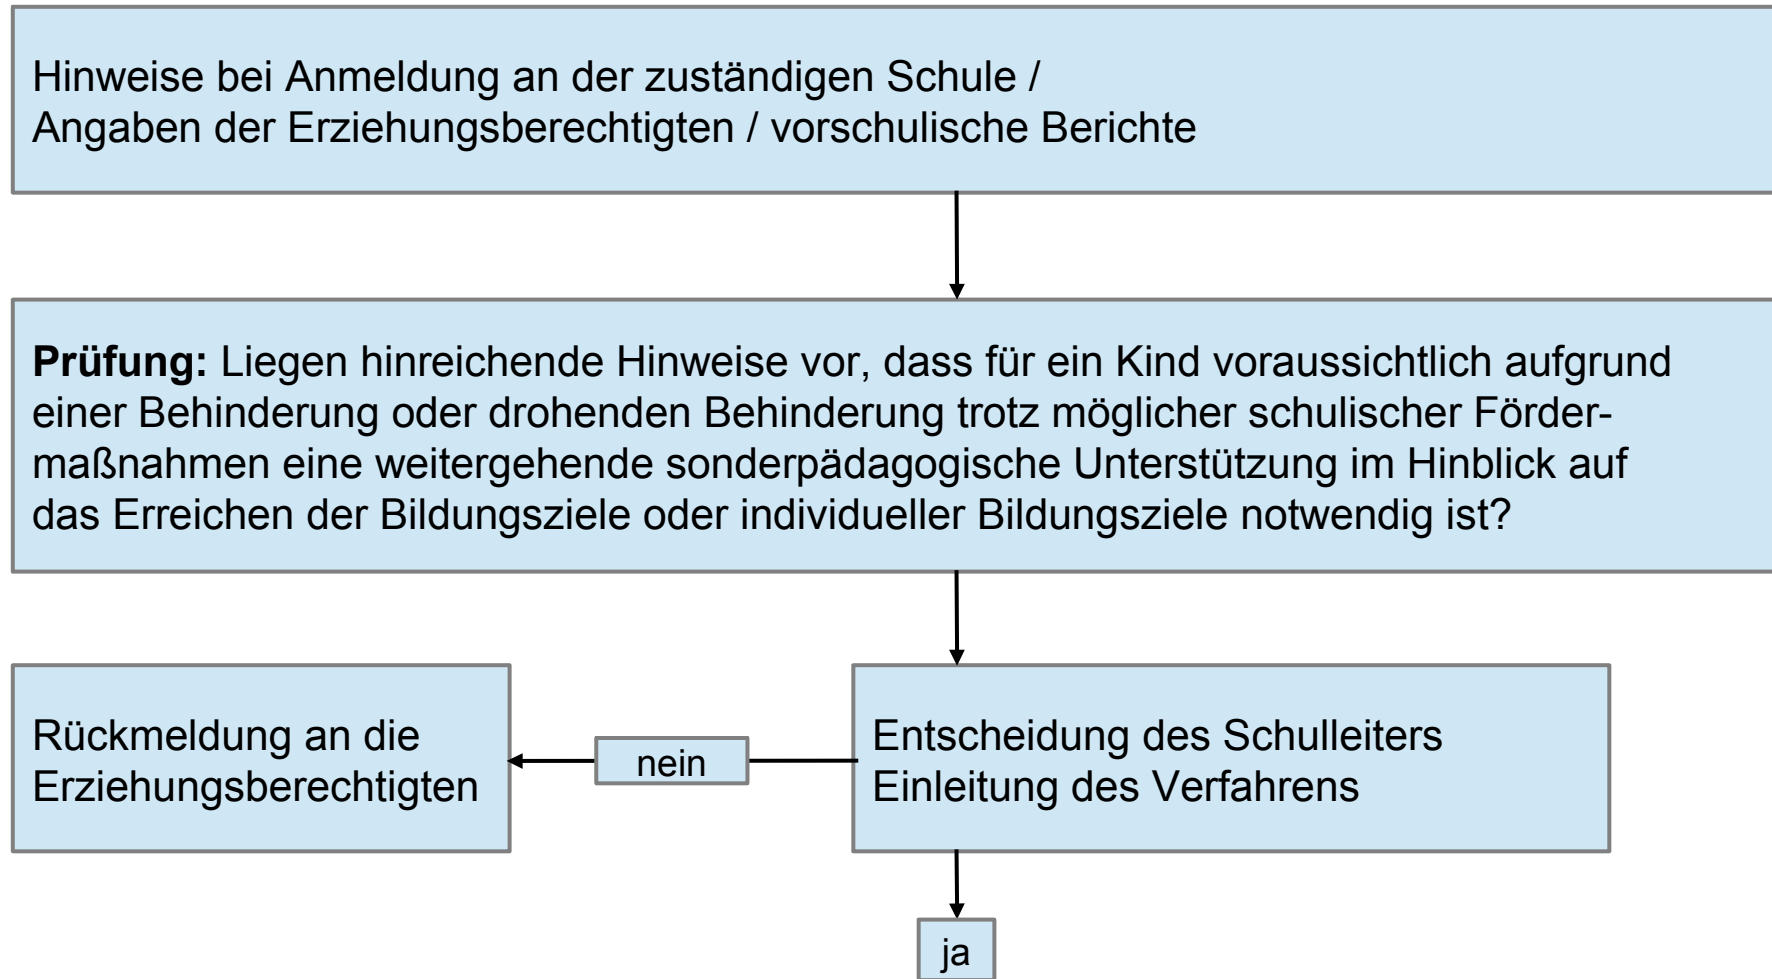 Hinweise bei Anmeldung an der zuständigen Schule /
Angaben der Erziehungsberechtigten / vorschulische Berichte
Prüfung: Liegen hinreichende Hinweise vor, dass für ein Kind voraussichtlich aufgrund
einer Behinderung oder drohenden Behinderung trotz möglicher schulischer Förder-
maßnahmen eine weitergehende sonderpädagogische Unterstützung im Hinblick auf
das Erreichen der Bildungsziele oder individueller Bildungsziele notwendig ist?
Rückmeldung an die
Erziehungsberechtigten
nein
Entscheidung des Schulleiters
Einleitung des Verfahrens
ja